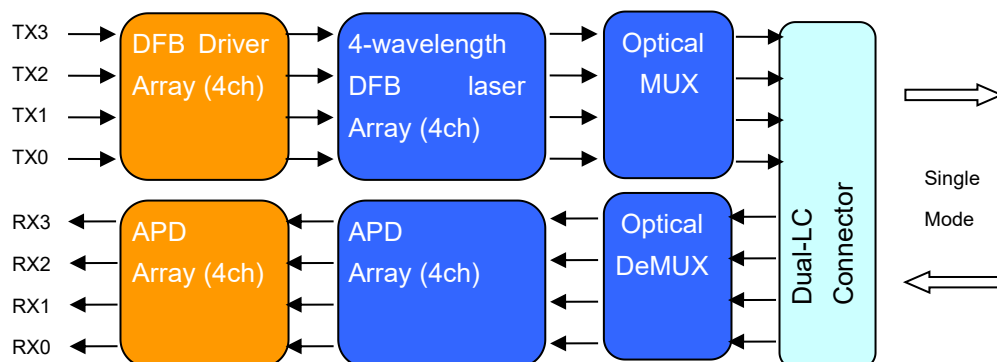 TX3
TX2
TX1
TX0
DFB Driver
Array (4ch)
4-wavelength
DFB laser
Array (4ch)
Optical
MUX
RX3
RX2
RX1
RX0
APD
Array (4ch)
APD
Array (4ch)
Optical
DeMUX
Dual-LC
Connector
Single
Mode